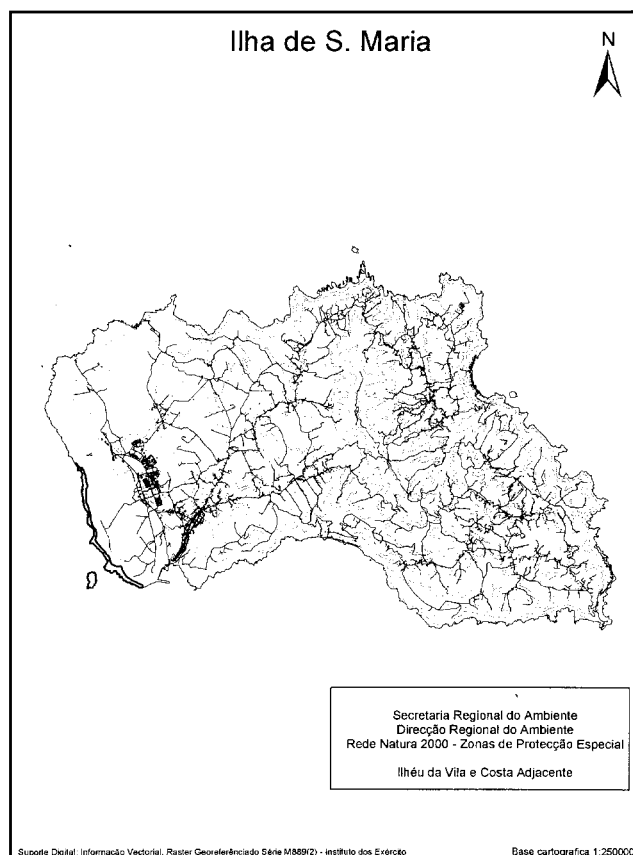 Ilha de S. Maria
N
Secretaria Regional do Ambiente
Direcção Regional do Ambiente
Rede Natura 2000 - Zonas de Protecção Especial
Ilhéu da Vila e Costa Adjacente
Suporte Digital: Informação Vectorial, Raster Georeferênciado Série M889(2) - Instituto dos Exército
Base cartografica 1:250000